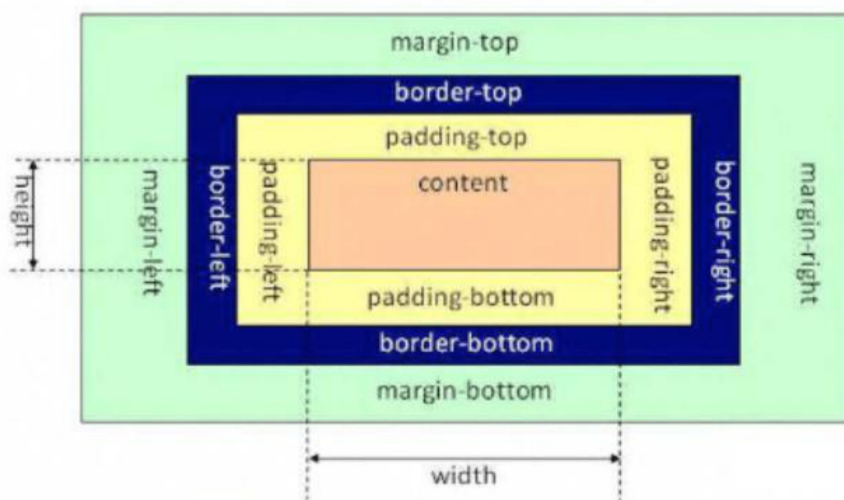 margin-top
border-top
padding-top
content
height
margin-left
border-left
padding-left
padding-right
border-right
margin-right
padding-bottom
border-bottom
margin-bottom
width